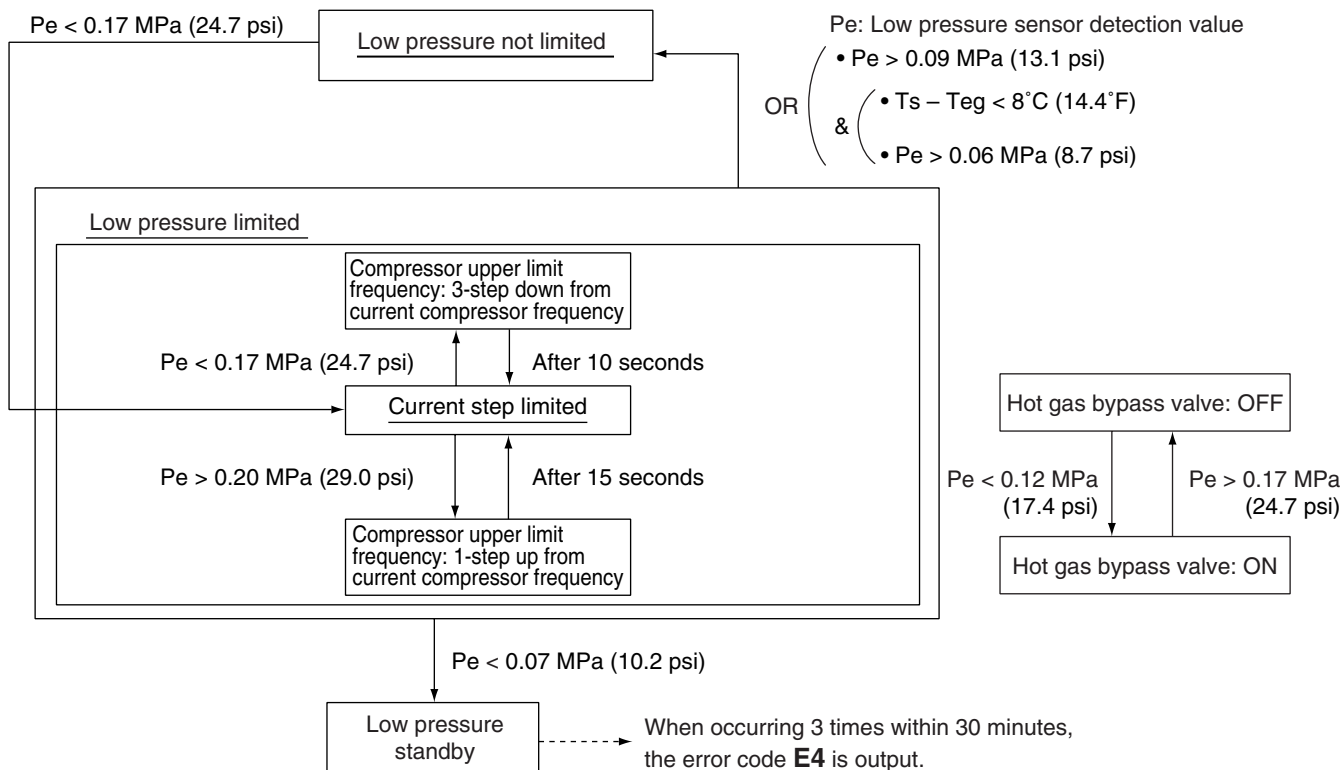 Pe < 0.17 MPa (24.7 psi)
Low pressure not limited
Pe: Low pressure sensor detection value
• Pe > 0.09 MPa (13.1 psi)
OR
• Ts – Teg < 8˚C (14.4˚F)
&
• Pe > 0.06 MPa (8.7 psi)
Low pressure limited
Compressor upper limit
frequency: 3-step down from
current compressor frequency
Pe < 0.17 MPa (24.7 psi)
After 10 seconds
Current step limited
Pe > 0.20 MPa (29.0 psi)
After 15 seconds
Compressor upper limit
frequency: 1-step up from
current compressor frequency
Hot gas bypass valve: OFF
Pe < 0.12 MPa
(17.4 psi)
Pe > 0.17 MPa
(24.7 psi)
Hot gas bypass valve: ON
Pe < 0.07 MPa (10.2 psi)
Low pressure
standby
When occurring 3 times within 30 minutes,
the error code E4 is output.